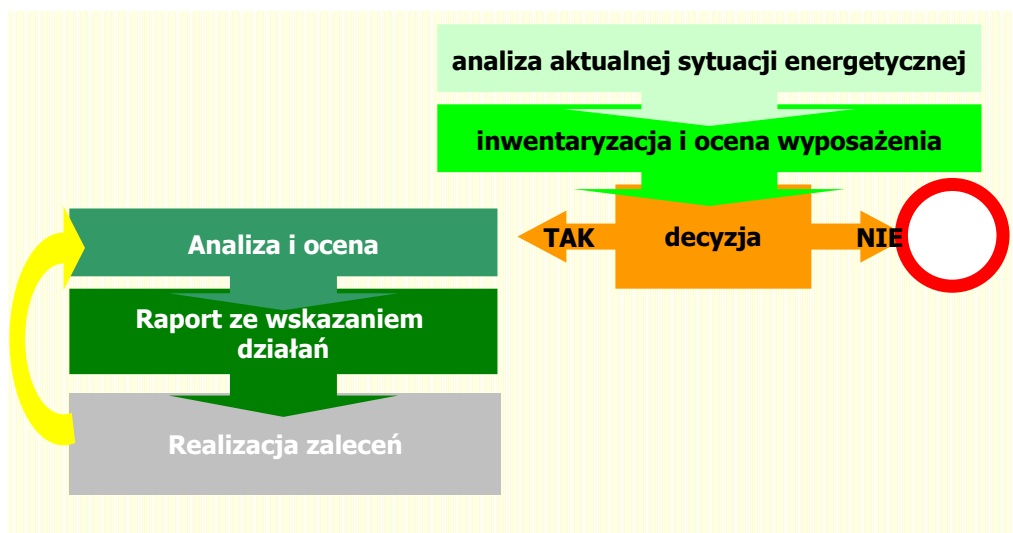 analiza aktualnej sytuacji energetycznej
inwentaryzacja i ocena wyposażenia
TAK
decyzja
NIE
Analiza i ocena
Raport ze wskazaniem
działań
Realizacja zaleceń